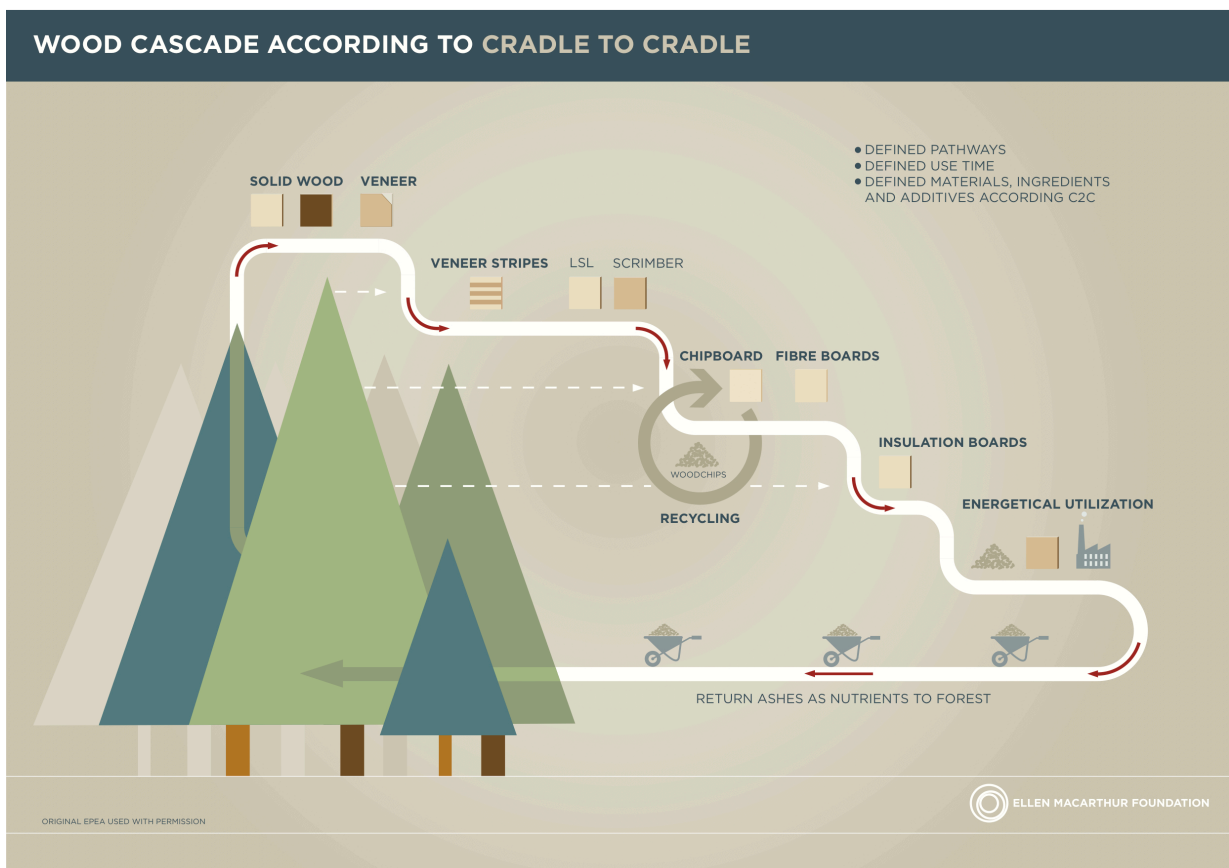 WOOD CASCADE ACCORDING TO CRADLE TO CRADLE
● DEFINED PATHWAYS
● DEFINED USE TIME
● DEFINED MATERIALS, INGREDIENTS
AND ADDITIVES ACCORDING C2C
SOLID WOOD VENEER
VENEER STRIPES LSL SCRIMBER
CHIPBOARD FIBRE BOARDS
INSULATION BOARDS
WOODCHIPS
RECYCLING
ENERGETICAL UTILIZATION
RETURN ASHES AS NUTRIENTS TO FOREST
ELLEN MACARTHUR FOUNDATION
ORIGINAL EPEA USED WITH PERMISSION